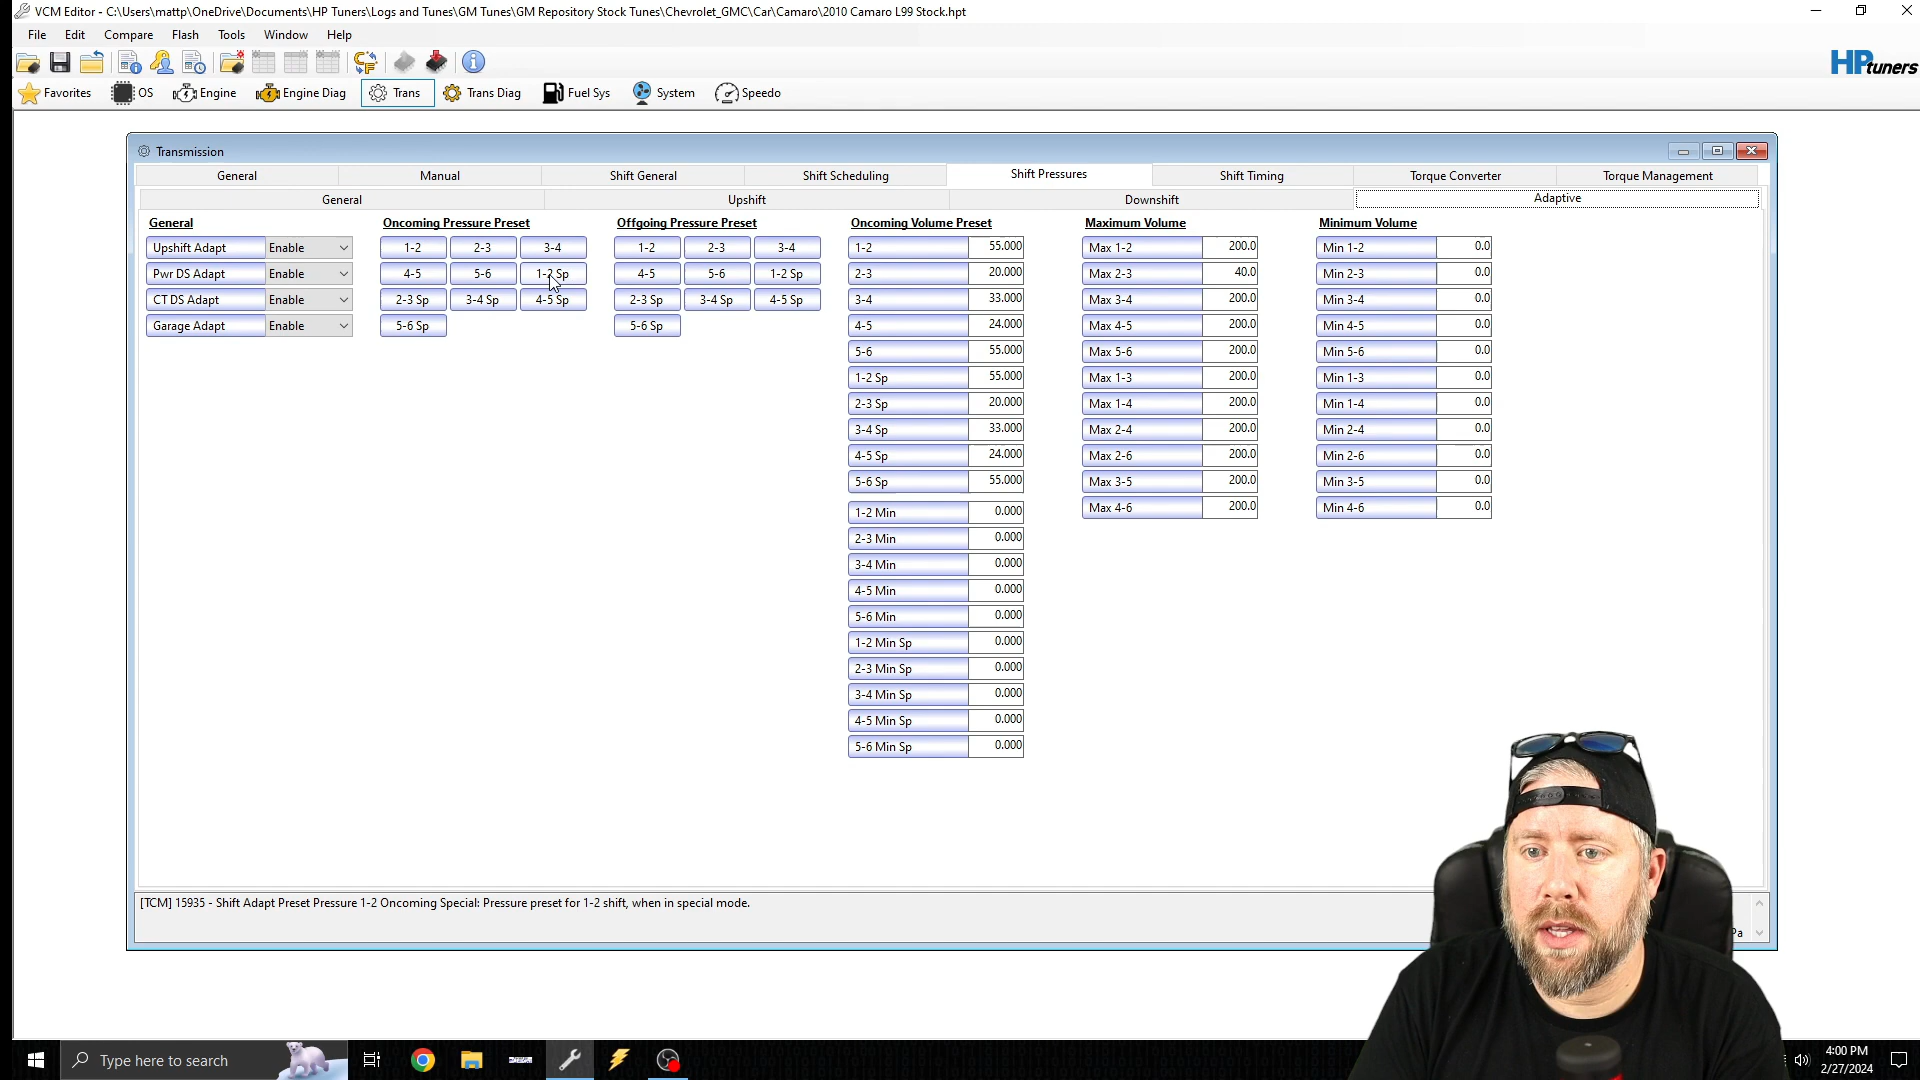 VCM Editor - C:\Users\mattp\OneDrive\Documents\HP Tuners\Logs and Tunes\GM Tunes\GM Repository Stock Tunes\Chevrolet_GMC\Car\Camaro\2010 Camaro L99 Stock.hpt
File Edit Compare Flash Tools Window Help
HPtuners
Favorites OS Engine Engine Diag Trans Trans Diag Fuel Sys System Speedo
Transmission
General Manual Shift General Shift Scheduling Shift Pressures Shift Timing Torque Converter Torque Management
General Upshift Downshift Adaptive
General Oncoming Pressure Preset Offgoing Pressure Preset Oncoming Volume Preset Maximum Volume Minimum Volume
Upshift Adapt Enable 1-2 2-3 3-4 1-2 2-3 3-4 1-2 55.000 Max 1-2 200.0 Min 1-2 0.0
Pwr DS Adapt Enable 4-5 5-6 1-2 Sp 4-5 5-6 1-2 Sp 2-3 20.000 Max 2-3 40.0 Min 2-3 0.0
CT DS Adapt Enable 2-3 Sp 3-4 Sp 4-5 Sp 2-3 Sp 3-4 Sp 4-5 Sp 3-4 33.000 Max 3-4 200.0 Min 3-4 0.0
Garage Adapt Enable 5-6 Sp 5-6 Sp 4-5 24.000 Max 4-5 200.0 Min 4-5 0.0
5-6 55.000 Max 5-6 200.0 Min 5-6 0.0
1-2 Sp 55.000 Max 1-3 200.0 Min 1-3 0.0
2-3 Sp 20.000 Max 1-4 200.0 Min 1-4 0.0
3-4 Sp 33.000 Max 2-4 200.0 Min 2-4 0.0
4-5 Sp 24.000 Max 2-6 200.0 Min 2-6 0.0
5-6 Sp 55.000 Max 3-5 200.0 Min 3-5 0.0
1-2 Min 0.000 Max 4-6 200.0 Min 4-6 0.0
2-3 Min 0.000
3-4 Min 0.000
4-5 Min 0.000
5-6 Min 0.000
1-2 Min Sp 0.000
2-3 Min Sp 0.000
3-4 Min Sp 0.000
4-5 Min Sp 0.000
5-6 Min Sp 0.000
[TCM] 15935 - Shift Adapt Preset Pressure 1-2 Oncoming Special: Pressure preset for 1-2 shift, when in special mode.
Type here to search
4:00 PM
2/27/2024